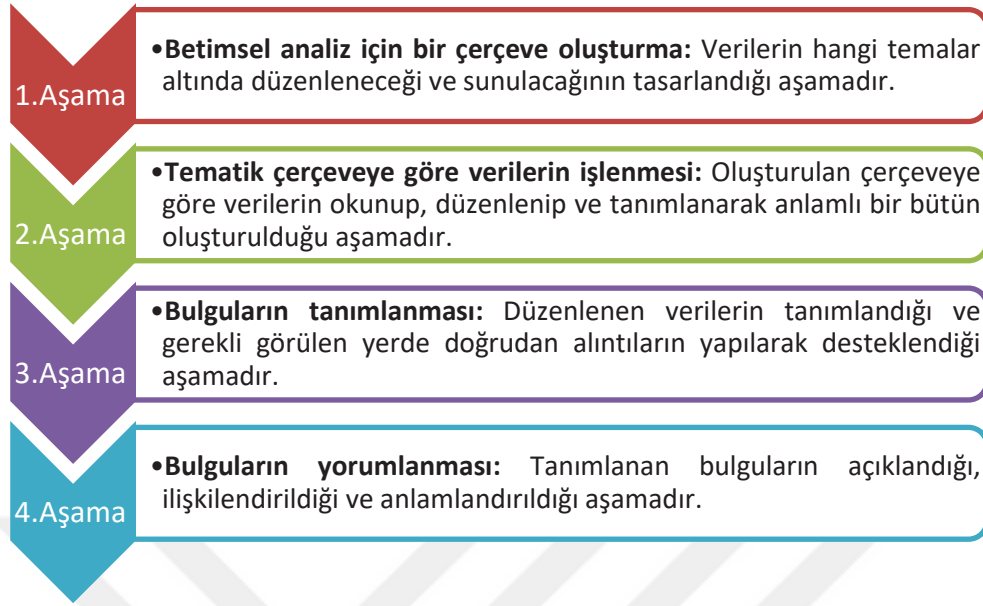 1.Aşama
•Betimsel analiz için bir çerçeve oluşturma: Verilerin hangi temalar
altında düzenleneceği ve sunulacağının tasarlandığı aşamadır.
2.Aşama
•Tematik çerçeveye göre verilerin işlenmesi: Oluşturulan çerçeveye
göre verilerin okunup, düzenlenip ve tanımlanarak anlamlı bir bütün
oluşturulduğu aşamadır.
3.Aşama
•Bulguların tanımlanması: Düzenlenen verilerin tanımlandığı ve
gerekli görülen yerde doğrudan alıntıların yapılarak desteklendiği
aşamadır.
4.Aşama
•Bulguların yorumlanması: Tanımlanan bulguların açıklandığı,
ilişkilendirildiği ve anlamlandırıldığı aşamadır.